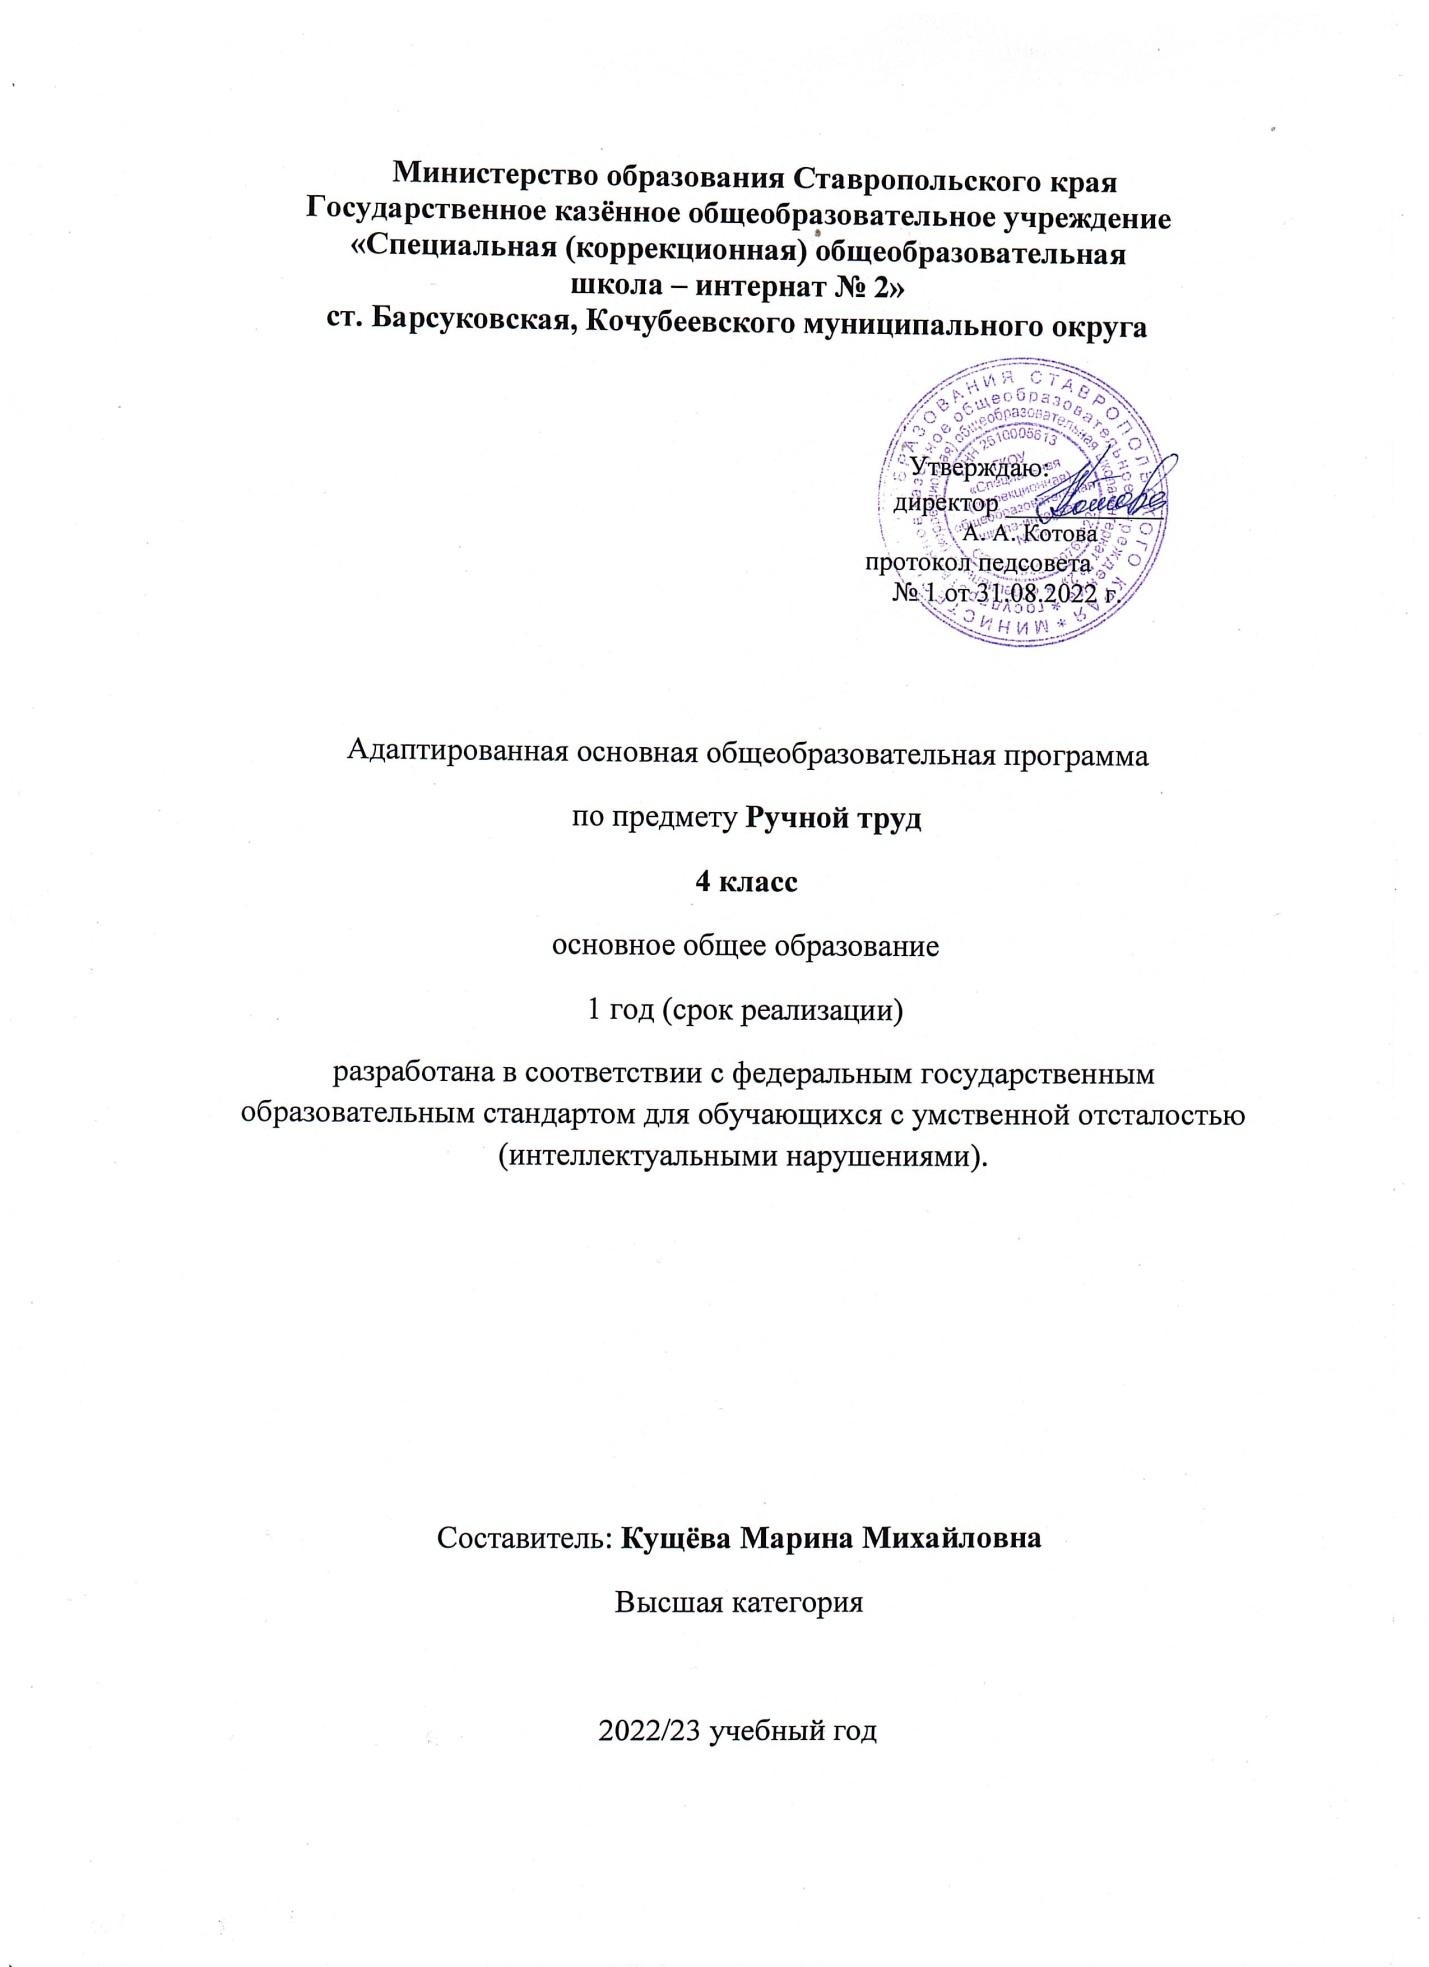 Министерство образования Ставропольского края
Государственное казённое общеобразовательное учреждение
«Специальная (коррекционная) общеобразовательная
школа – интернат № 2»
ст. Барсуковская, Кочубеевского муниципального округа
Утверждаю:
директор ____________
А. А. Котова
протокол педсовета
№ 1 от 31.08.2022 г.
Адаптированная основная общеобразовательная программа
по предмету Ручной труд
4 класс
основное общее образование
1 год (срок реализации)
разработана в соответствии с федеральным государственным
образовательным стандартом для обучающихся с умственной отсталостью
(интеллектуальными нарушениями).
Составитель: Кущёва Марина Михайловна
Высшая категория
2022/23 учебный год